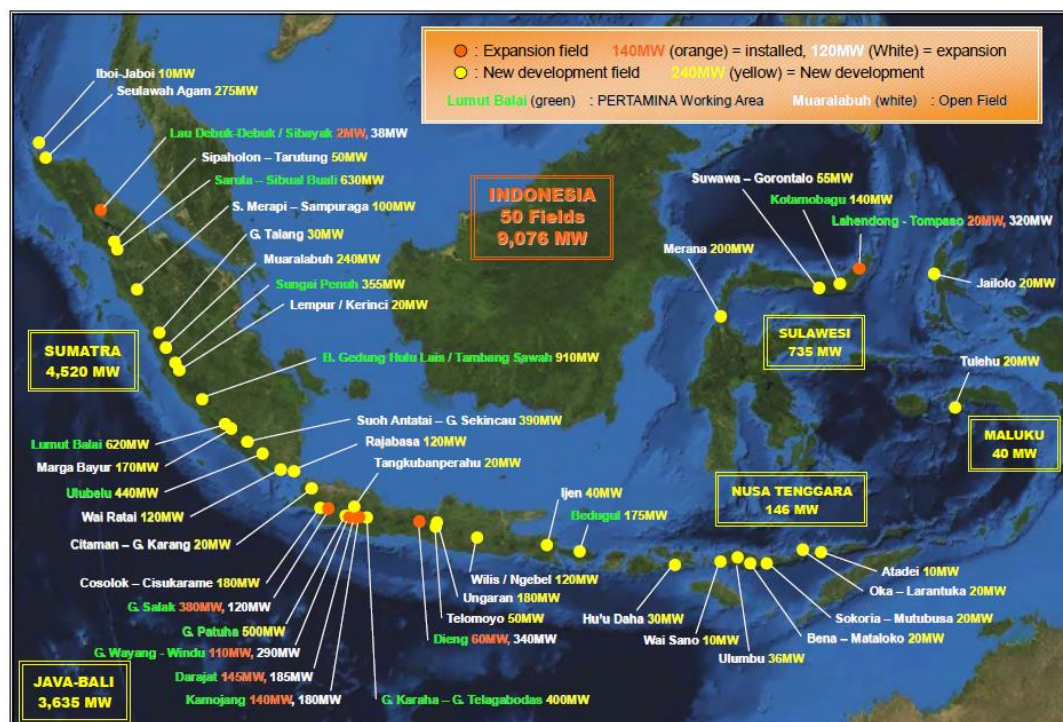 : Expansion field 140MW (orange) = installed, 120MW (White) = expansion
: New development field 240MW (yellow) = New development
Lumut Balai (green) : PERTAMINA Working Area Muaralabuh (white) : Open Field
Iboi-Jaboi 10MW
Seulawah Agam 275MW
Lau Debuk-Debuk / Sibayak 2MW, 38MW
Sipaholon – Tarutung 50MW
Sarula – Sibual Buali 630MW
S. Merapi – Sampuraga 100MW
G. Talang 30MW
Muaralabuh 240MW
Sungai Penuh 355MW
Lempur / Kerinci 20MW
B. Gedung Hulu Lais / Tambang Sawah 910MW
SUMATRA
4,520 MW
INDONESIA
50 Fields
9,076 MW
Suwawa – Gorontalo 55MW
Kotamobagu 140MW
Lahendong - Tompaso 20MW, 320MW
Merana 200MW
Jailolo 20MW
SULAWESI
735 MW
Tulehu 20MW
MALUKU
40 MW
Suoh Antatai – G. Sekincau 390MW
Rajabasa 120MW
Tangkubanperahu 20MW
Lumut Balai 620MW
Marga Bayur 170MW
Ulubelu 440MW
Wai Ratai 120MW
Citaman – G. Karang 20MW
Cosolok – Cisukarame 180MW
G. Salak 380MW, 120MW
G. Patuha 500MW
G. Wayang - Windu 110MW, 290MW
Darajat 145MW, 185MW
Kamojang 140MW, 180MW
JAVA-BALI
3,635 MW
G. Karaha – G. Telagabodas 400MW
Dieng 60MW, 340MW
Telomoyo 50MW
Ungaran 180MW
Wilis / Ngebel 120MW
Ijen 40MW
Bedugul 175MW
NUSA TENGGARA
146 MW
Hu'u Daha 30MW
Wai Sano 10MW
Ulumbu 36MW
Bena – Mataloko 20MW
Sokoria – Mutubusa 20MW
Oka – Larantuka 20MW
Atadei 10MW